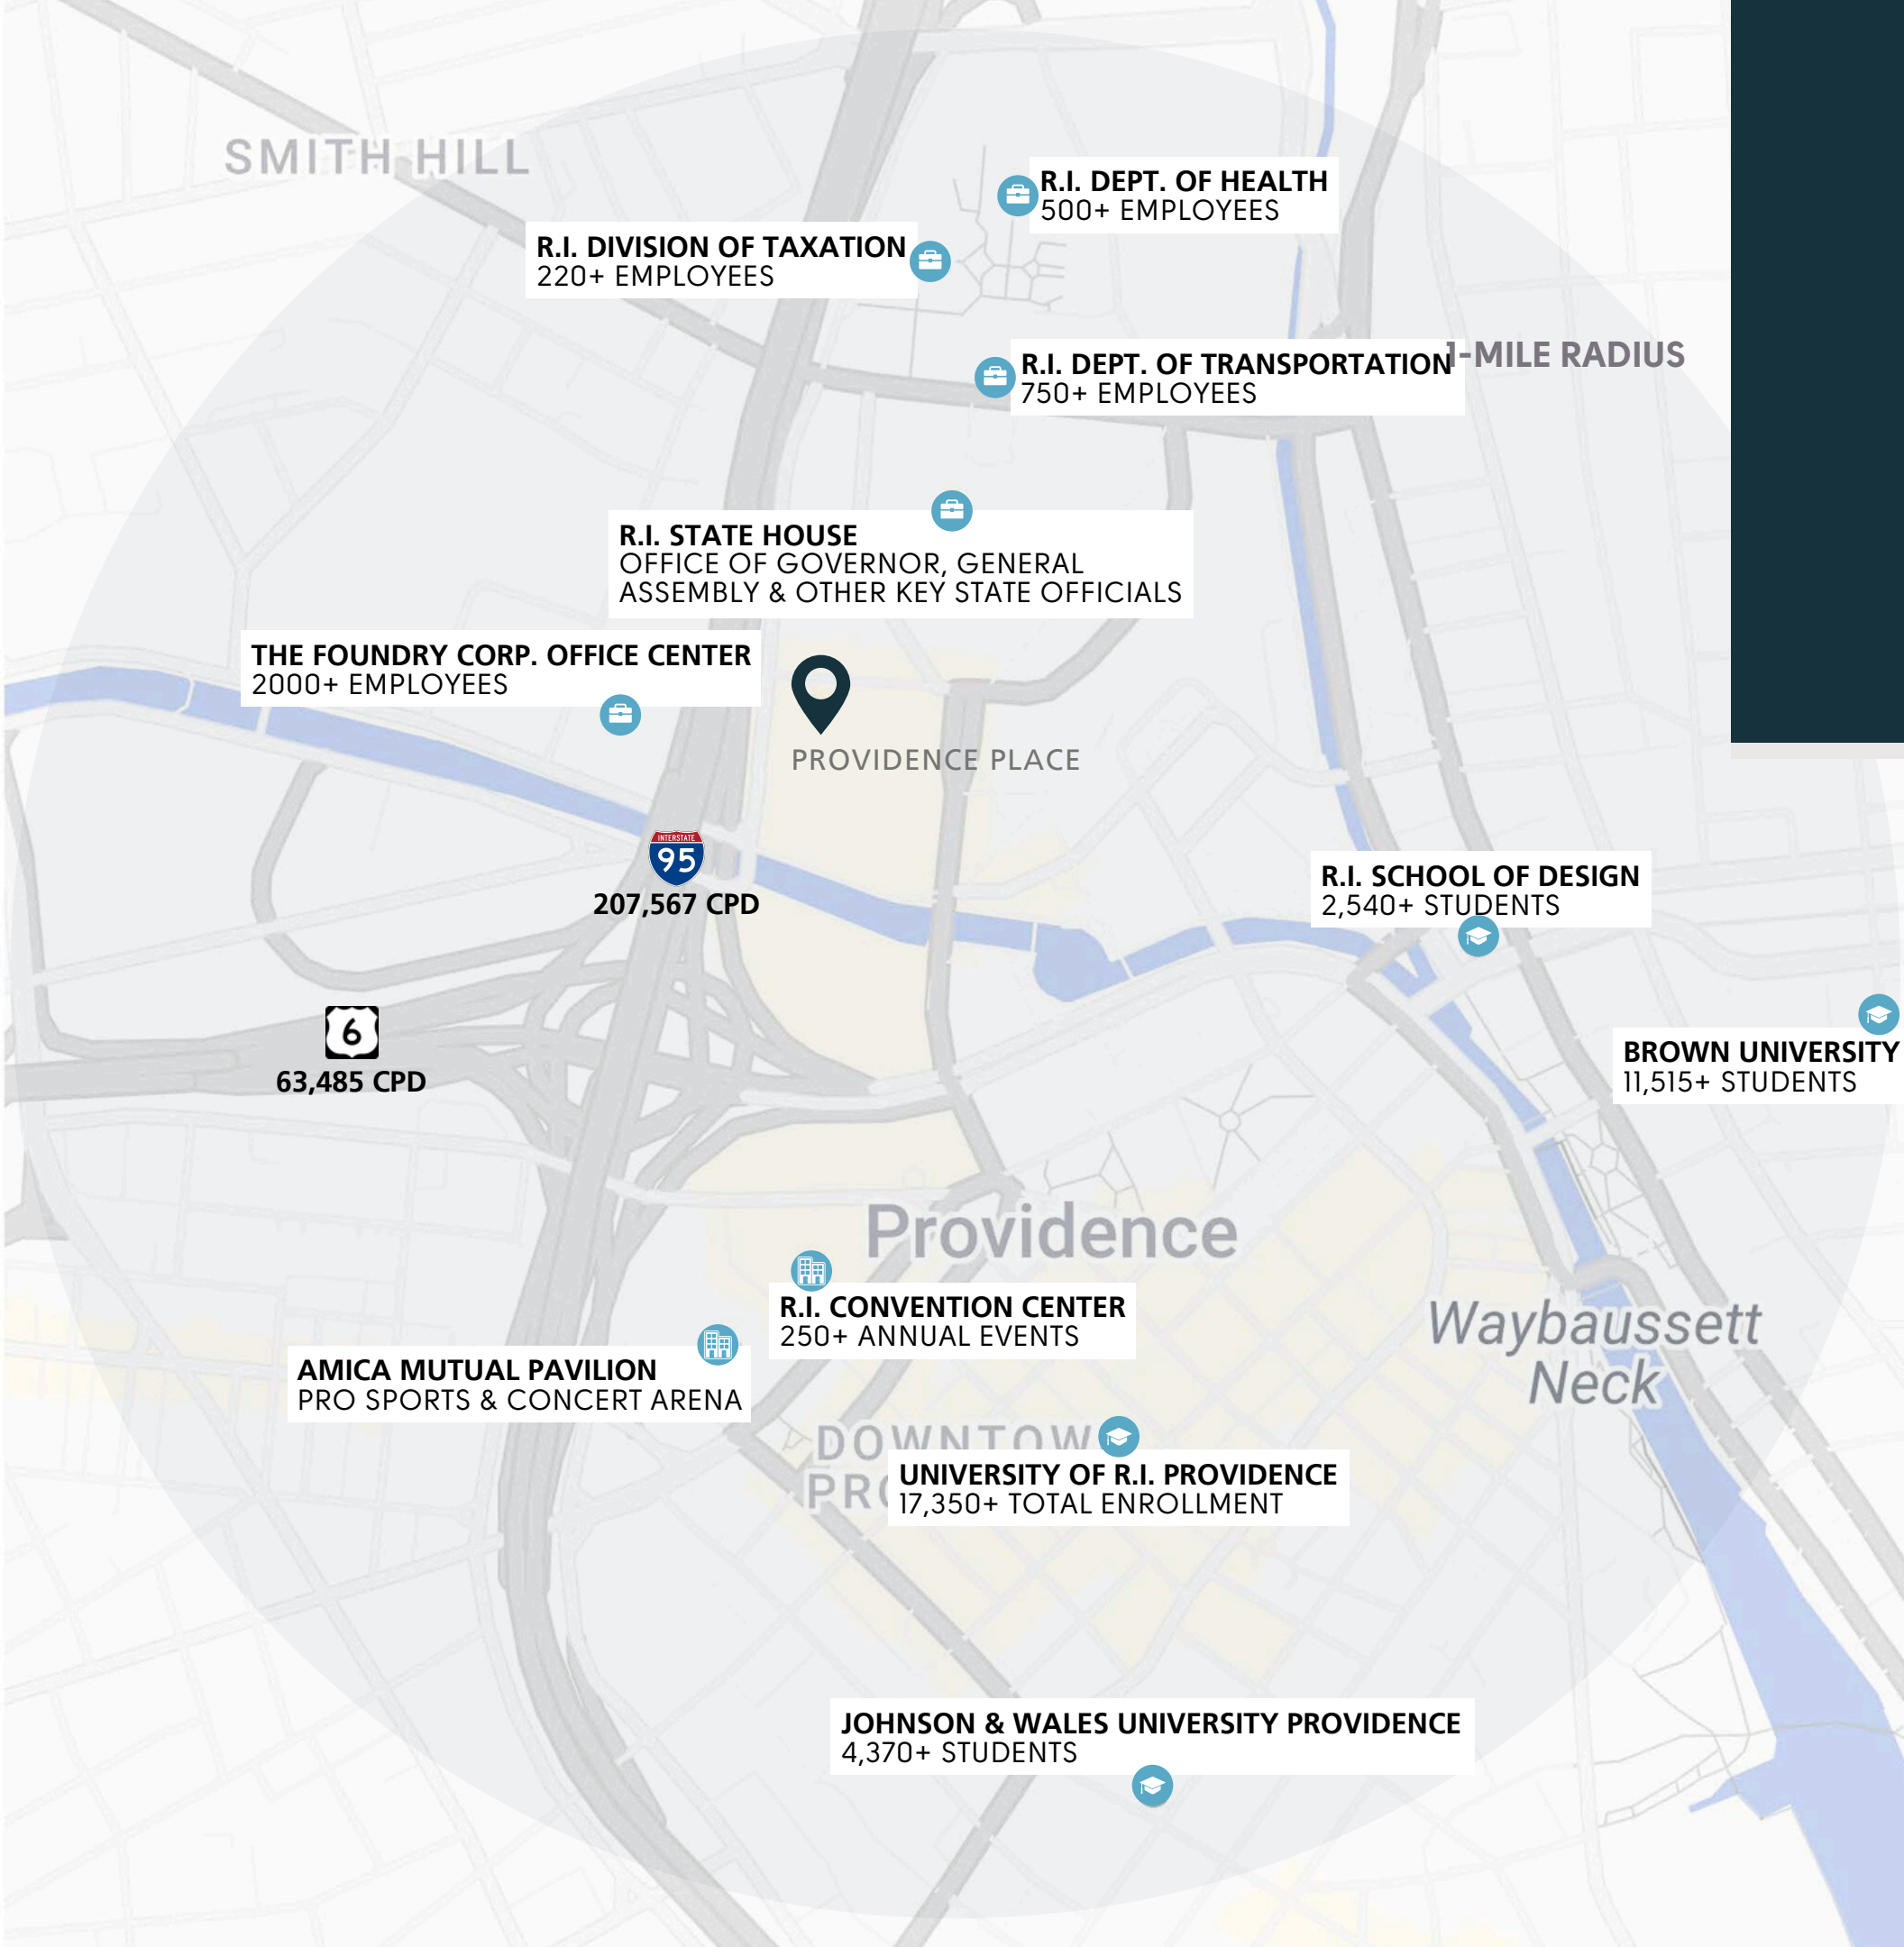 SMITH HILL
R.I. DEPT. OF HEALTH
500+ EMPLOYEES
R.I. DIVISION OF TAXATION
220+ EMPLOYEES
1-MILE RADIUS
R.I. DEPT. OF TRANSPORTATION
750+ EMPLOYEES
R.I. STATE HOUSE
OFFICE OF GOVERNOR, GENERAL
ASSEMBLY & OTHER KEY STATE OFFICIALS
THE FOUNDRY CORP. OFFICE CENTER
2000+ EMPLOYEES
PROVIDENCE PLACE
INTERSTATE
95
207,567 CPD
R.I. SCHOOL OF DESIGN
2,540+ STUDENTS
6
63,485 CPD
BROWN UNIVERSITY
11,515+ STUDENTS
Providence
R.I. CONVENTION CENTER
250+ ANNUAL EVENTS
Waybaussett
Neck
AMICA MUTUAL PAVILION
PRO SPORTS & CONCERT ARENA
UNIVERSITY OF R.I. PROVIDENCE
17,350+ TOTAL ENROLLMENT
JOHNSON & WALES UNIVERSITY PROVIDENCE
4,370+ STUDENTS